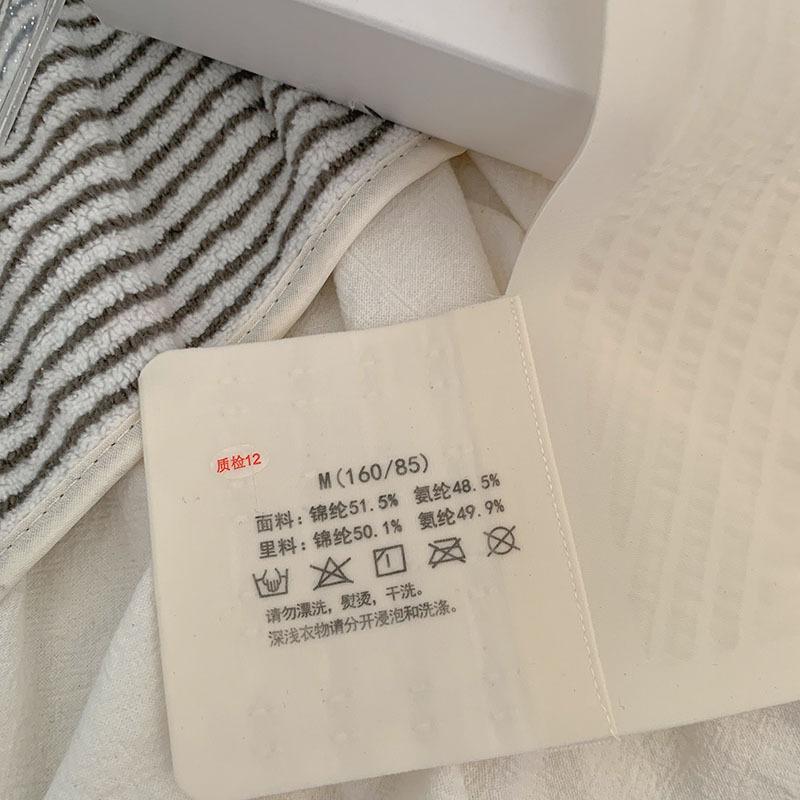 质检12
M(160/85)
面料：锦纶51.5% 氨纶48.5%
里料：锦纶50.1% 氨纶49.9%
请勿漂洗，熨烫，干洗。
深浅衣物请分开浸泡和洗涤。